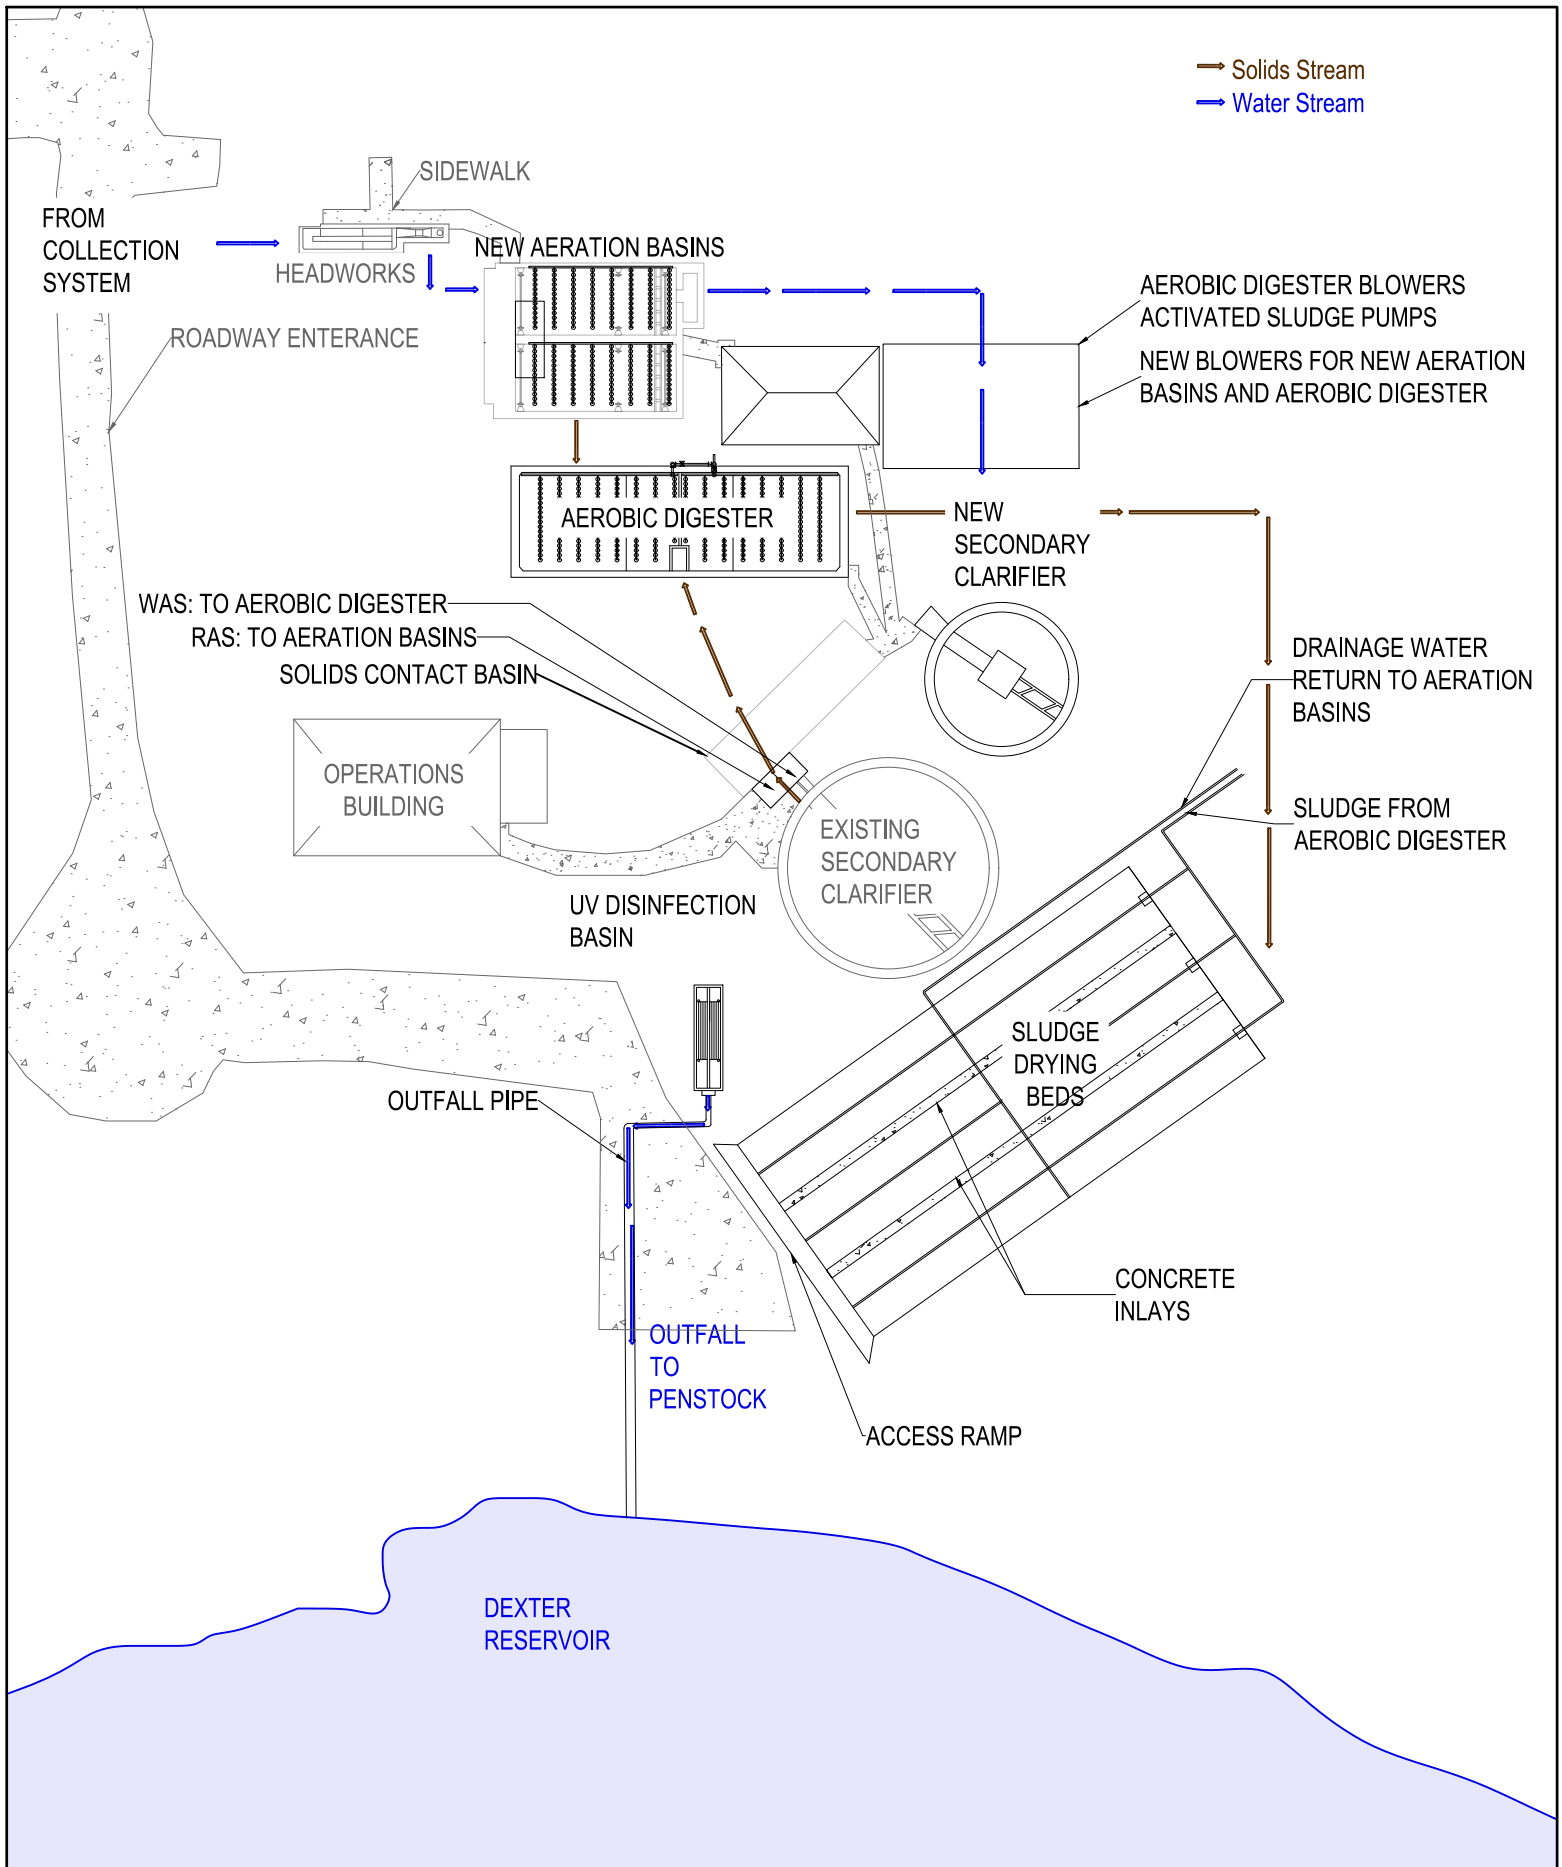 Solids Stream
Water Stream
SIDEWALK
FROM
COLLECTION
SYSTEM
HEADWORKS
NEW AERATION BASINS
ROADWAY ENTERANCE
AEROBIC DIGESTER BLOWERS
ACTIVATED SLUDGE PUMPS
NEW BLOWERS FOR NEW AERATION
BASINS AND AEROBIC DIGESTER
AEROBIC DIGESTER
NEW
SECONDARY
CLARIFIER
WAS: TO AEROBIC DIGESTER
RAS: TO AERATION BASINS
SOLIDS CONTACT BASIN
DRAINAGE WATER
RETURN TO AERATION
BASINS
OPERATIONS
BUILDING
SLUDGE FROM
AEROBIC DIGESTER
EXISTING
SECONDARY
CLARIFIER
UV DISINFECTION
BASIN
SLUDGE
DRYING
BEDS
OUTFALL PIPE
CONCRETE
INLAYS
OUTFALL
TO
PENSTOCK
ACCESS RAMP
DEXTER
RESERVOIR